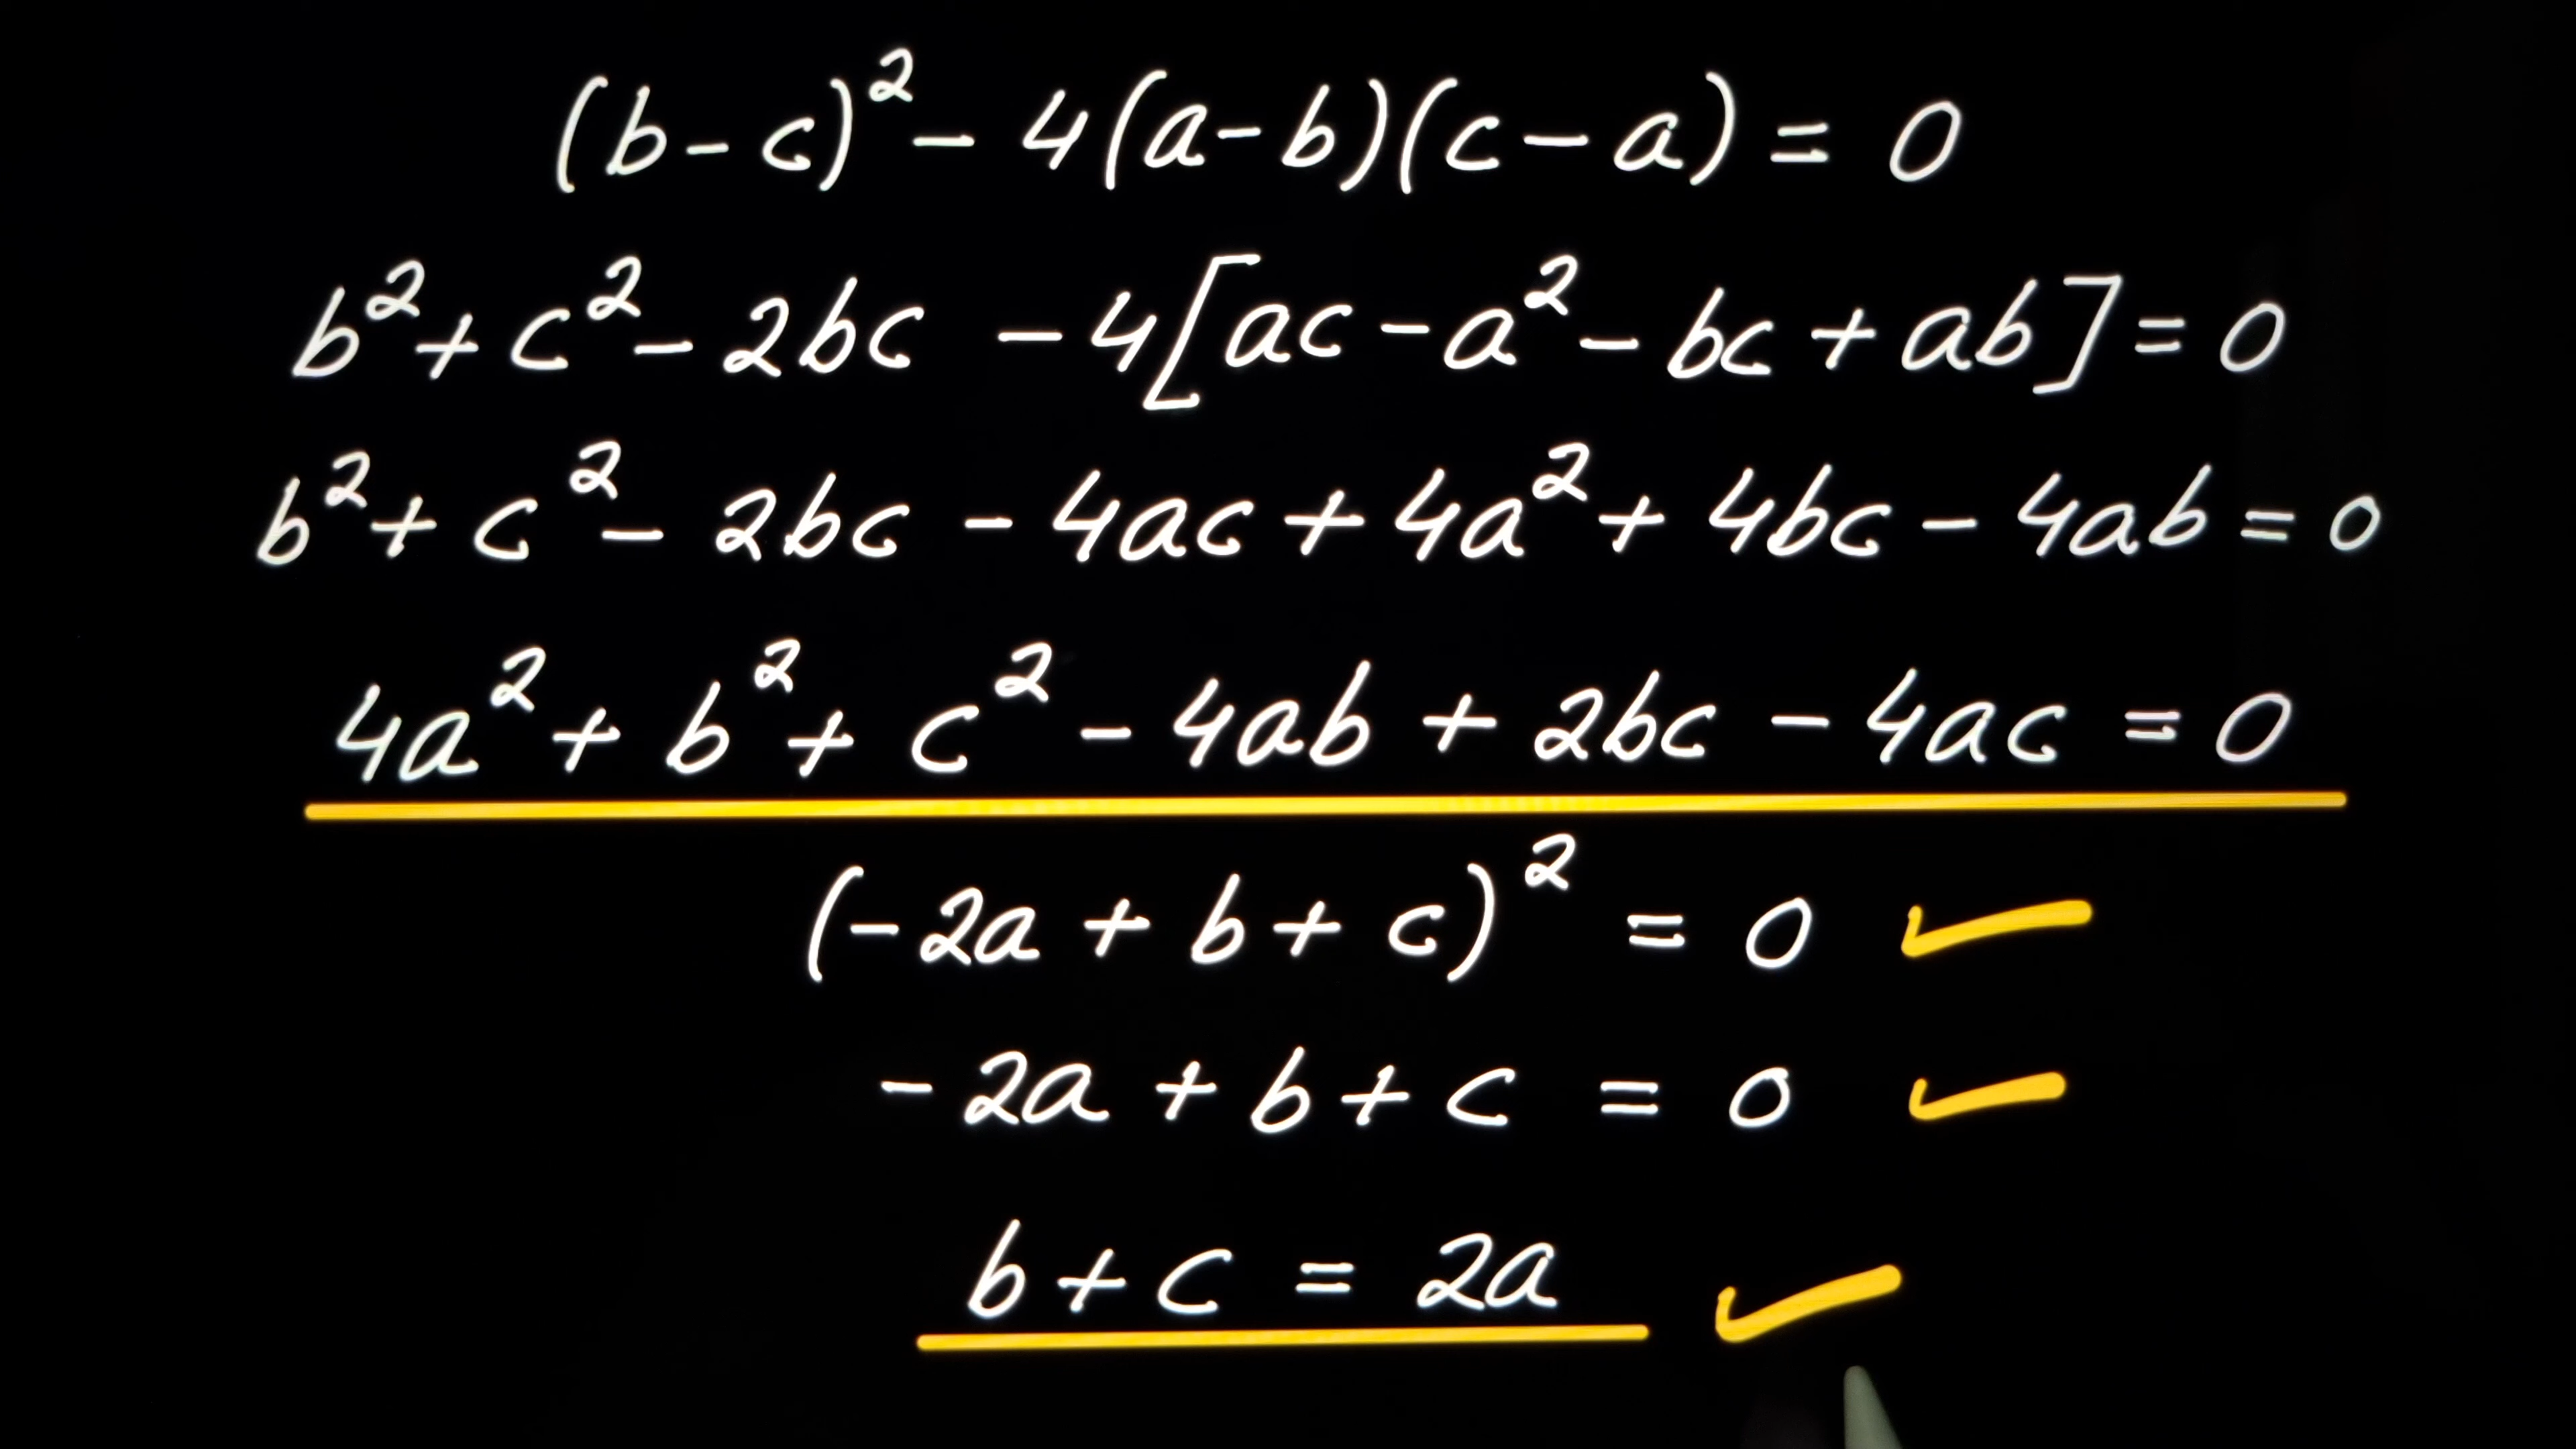 (b-c)² - 4(a-b)(c-a) = 0
b² + c² - 2bc - 4[ac - a² - bc + ab] = 0
b² + c² - 2bc - 4ac + 4a² + 4bc - 4ab = 0
4a² + b² + c² - 4ab + 2bc - 4ac = 0
(-2a + b + c)² = 0 ✓
-2a + b + c = 0 ✓
b + c = 2a ✓